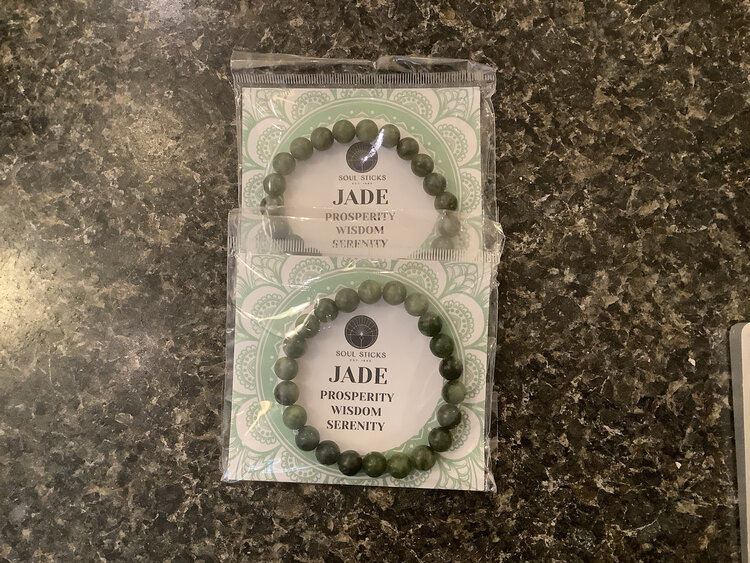 SOUL STICKS
JADE
PROSPERITY
WISDOM
SERENITY
SOUL STICKS
JADE
PROSPERITY
WISDOM
SERENITY